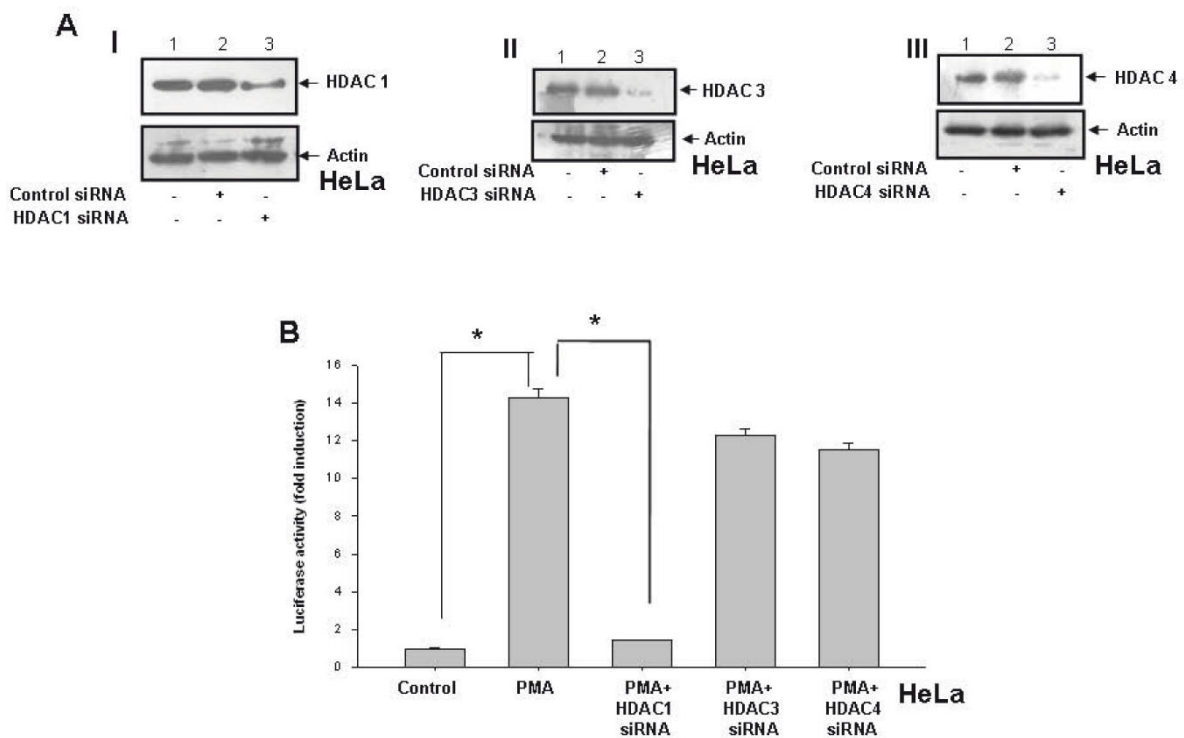 A
I
1 2 3
HDAC 1
Actin
HeLa
Control siRNA - + -
HDAC1 siRNA - - +
II
1 2 3
HDAC 3
Actin
HeLa
Control siRNA - + -
HDAC3 siRNA - - +
III
1 2 3
HDAC 4
Actin
HeLa
Control siRNA - + -
HDAC4 siRNA - - +
B
* *
Luciferase activity (fold induction)
16
14
12
10
8
6
4
2
0
Control
PMA
PMA+
HDAC1
siRNA
PMA+
HDAC3
siRNA
PMA+
HDAC4
siRNA
HeLa